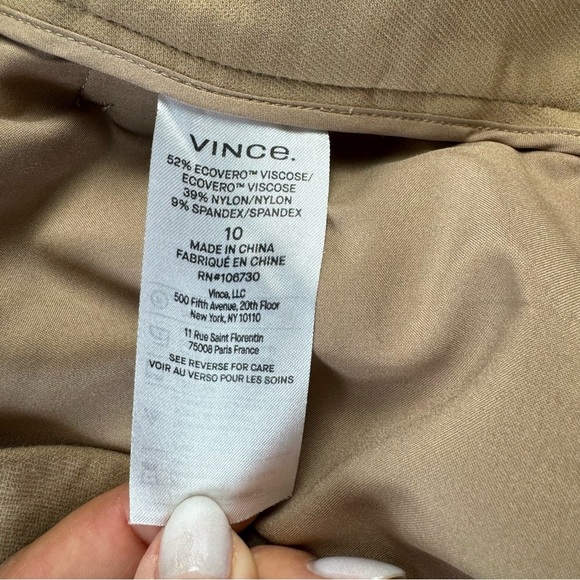 VINCE.
52% ECOVERO™ VISCOSE/
ECOVERO™ VISCOSE
39% NYLON/NYLON
9% SPANDEX/SPANDEX
10
MADE IN CHINA
FABRIQUÉ EN CHINE
RN#106730
Vince, LLC
500 Fifth Avenue, 20th Floor
New York, NY 10110
11 Rue Saint Florentin
75008 Paris France
SEE REVERSE FOR CARE
VOIR AU VERSO POUR LES SOINS